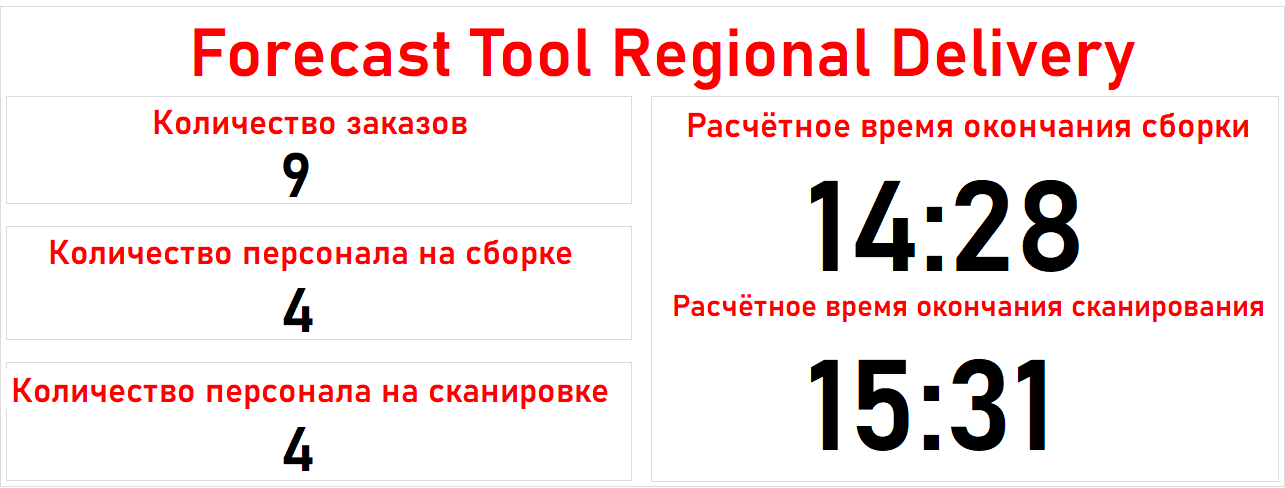 Forecast Tool Regional Delivery
Количество заказов
9
Количество персонала на сборке
4
Количество персонала на сканировке
4
Расчётное время окончания сборки
14:28
Расчётное время окончания сканирования
15:31